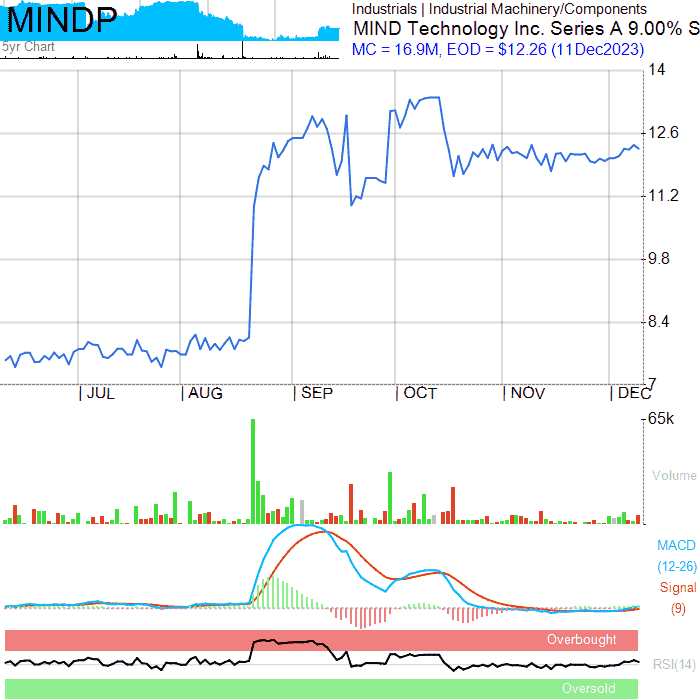 MINDP
5yr Chart
Industrials | Industrial Machinery/Components
MIND Technology Inc. Series A 9.00% S
MC = 16.9M, EOD = $12.26 (11Dec2023)
14
12.6
11.2
9.8
8.4
7
JUL AUG SEP OCT NOV DEC
65k
Volume
MACD
(12-26)
Signal
(9)
Overbought
RSI(14)
Oversold